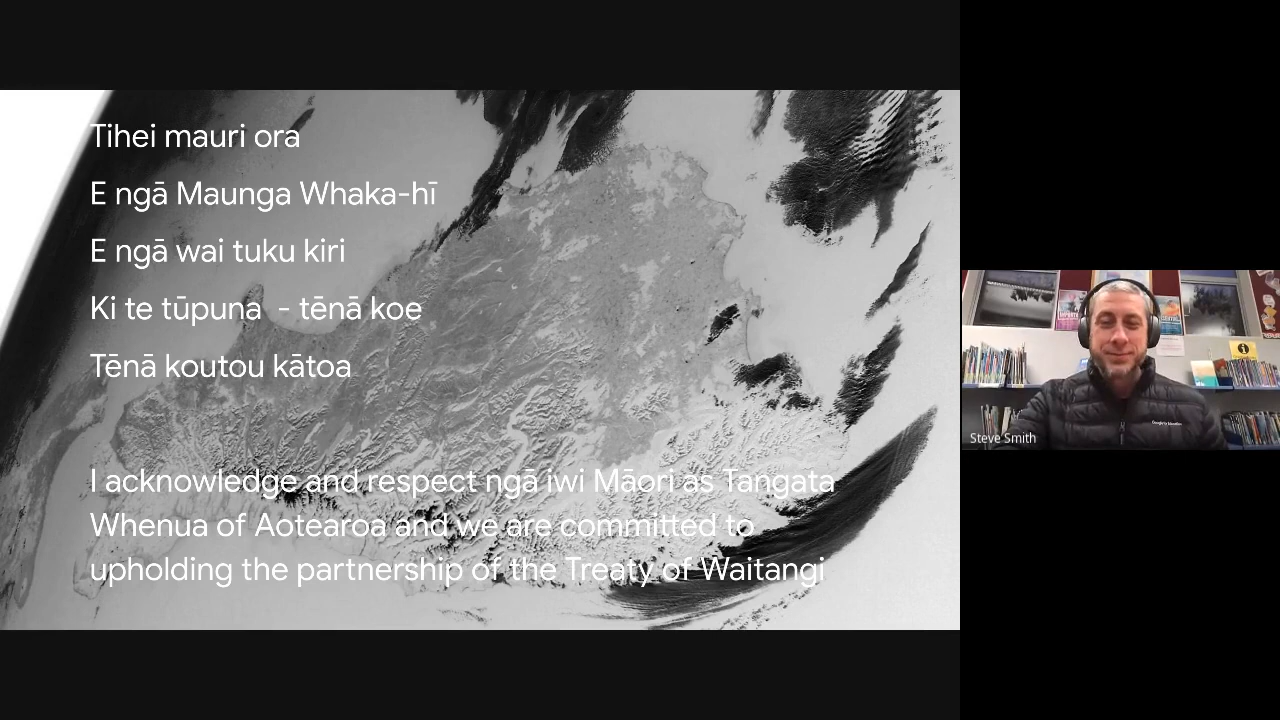 Tihei mauri ora
E ngā Maunga Whaka-hī
E ngā wai tuku kiri
Ki te tūpuna - tēnā koe
Tēnā koutou kātoa
I acknowledge and respect ngā iwi Māori as Tangata
Whenua of Aotearoa and we are committed to
upholding the partnership of the Treaty of Waitangi
Steve Smith